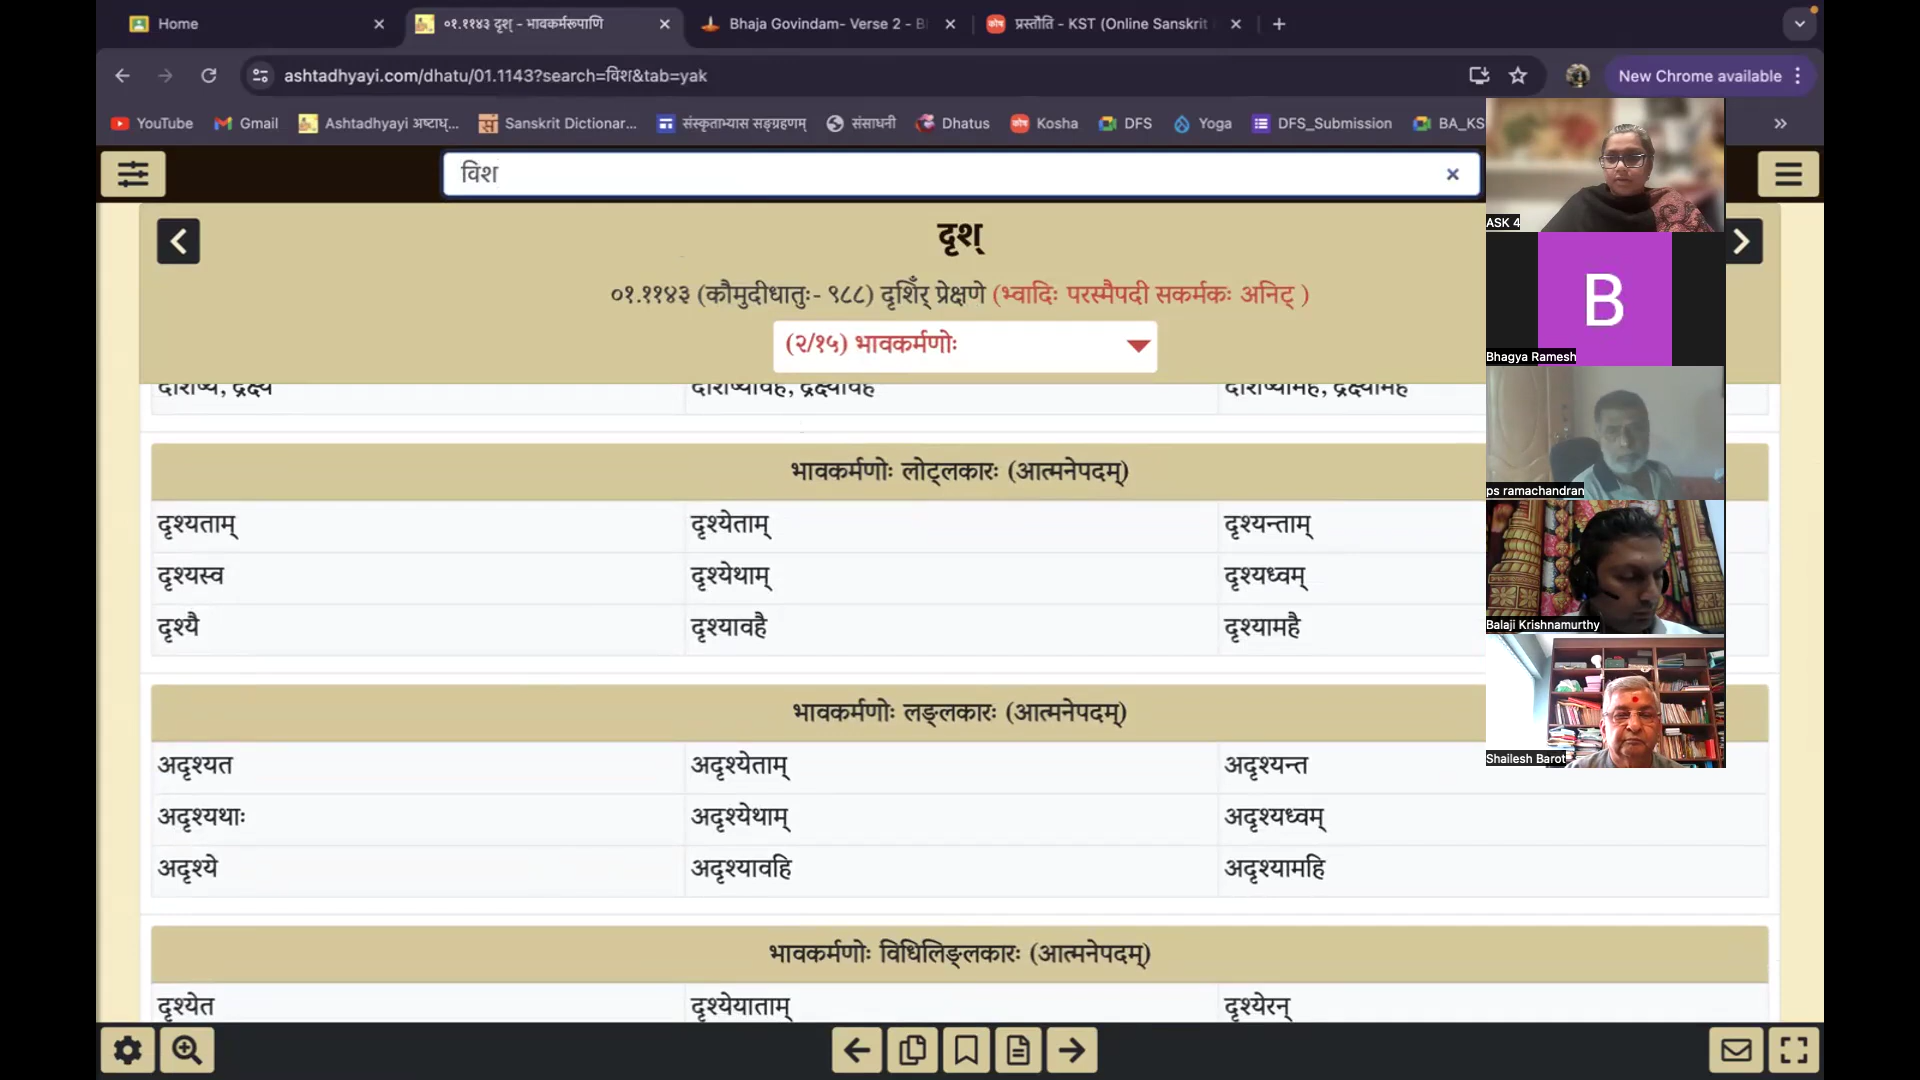 Home
०१.११४३ दृश् - भावकर्मरूपाणि
Bhaja Govindam- Verse 2 -
प्रस्तौति - KST (Online Sanskrit
ashtadhyayi.com/dhatu/01.1143?search=विश&tab=yak
New Chrome available
YouTube
Gmail
Ashtadhyayi अष्टाध्...
Sanskrit Dictionar...
संस्कृताभ्यास सङ्ग्रहणम्
संसाधनी
Dhatus
Kosha
DFS
Yoga
DFS_Submission
BA_KS
विश
दृश्
०१.११४३ (कौमुदीधातुः- ९८८) दृशिँर् प्रेक्षणे (भ्वादिः परस्मैपदी सकर्मकः अनिट् )
(२/१५) भावकर्मणोः
भावकर्मणोः लोट्लकारः (आत्मनेपदम्)
दृश्यताम् दृश्येताम् दृश्यन्ताम्
दृश्यस्व दृश्येथाम् दृश्यध्वम्
दृश्यै दृश्यावहै दृश्यामहै
भावकर्मणोः लङ्लकारः (आत्मनेपदम्)
अदृश्यत अदृश्येताम् अदृश्यन्त
अदृश्यथाः अदृश्येथाम् अदृश्यध्वम्
अदृश्ये अदृश्यावहि अदृश्यामहि
भावकर्मणोः विधिलिङ्लकारः (आत्मनेपदम्)
दृश्येत दृश्येयाताम् दृश्येरन्
ASK 4
B
Bhagya Ramesh
ps ramachandran
Balaji Krishnamurthy
Shailesh Barot